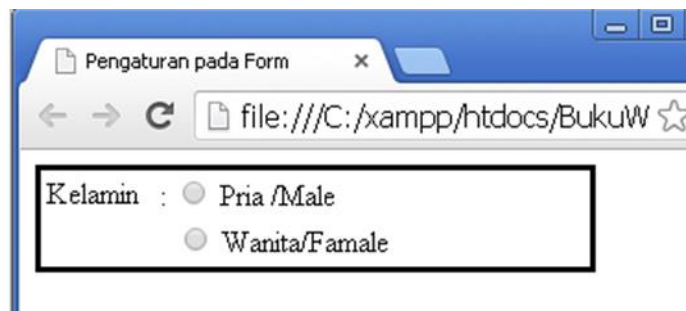 Pengaturan pada Form
file:///C:/xampp/htdocs/BukuW
Kelamin : Pria /Male
Wanita/Famale